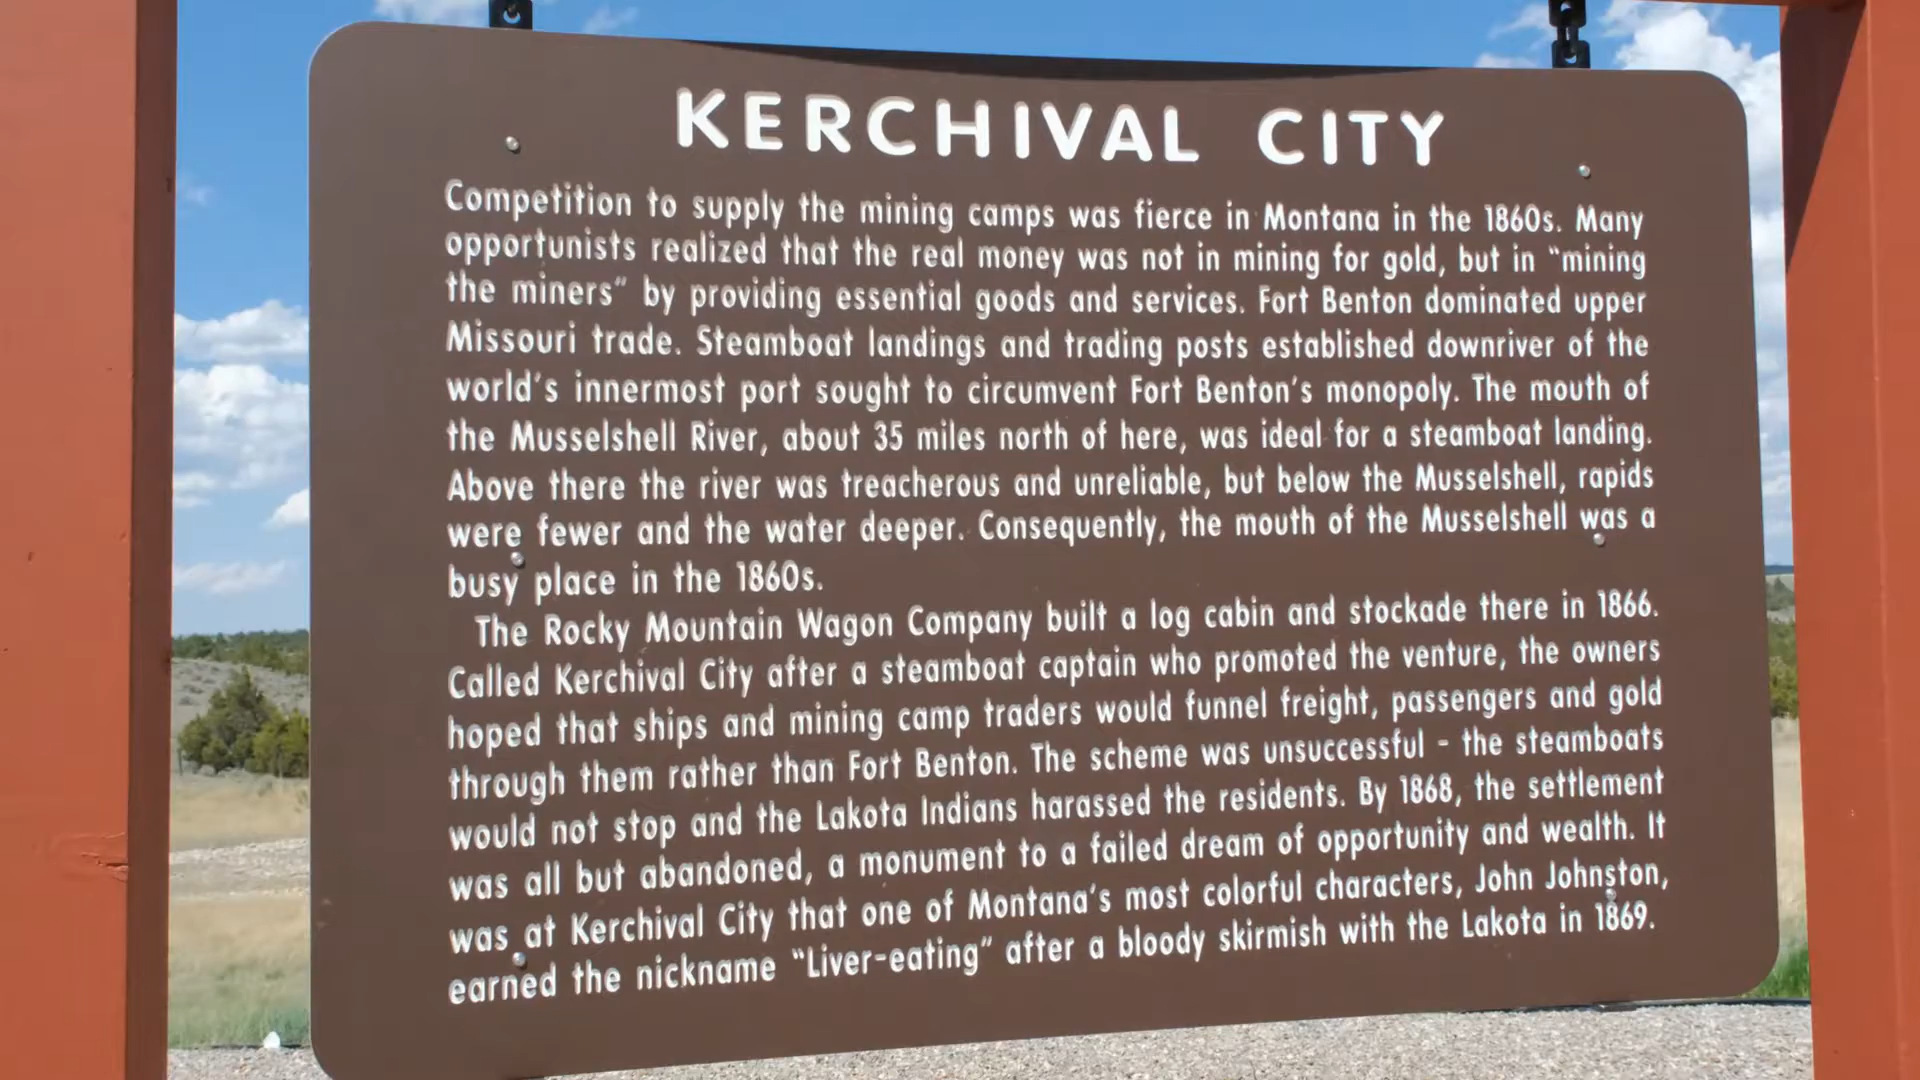 KERCHIVAL CITY
Competition to supply the mining camps was fierce in Montana in the 1860s. Many
opportunists realized that the real money was not in mining for gold, but in “mining
the miners” by providing essential goods and services. Fort Benton dominated upper
Missouri trade. Steamboat landings and trading posts established downriver of the
world's innermost port sought to circumvent Fort Benton's monopoly. The mouth of
the Musselshell River, about 35 miles north of here, was ideal for a steamboat landing.
Above there the river was treacherous and unreliable, but below the Musselshell, rapids
were fewer and the water deeper. Consequently, the mouth of the Musselshell was a
busy place in the 1860s.
The Rocky Mountain Wagon Company built a log cabin and stockade there in 1866.
Called Kerchival City after a steamboat captain who promoted the venture, the owners
hoped that ships and mining camp traders would funnel freight, passengers and gold
through them rather than Fort Benton. The scheme was unsuccessful - the steamboats
would not stop and the Lakota Indians harassed the residents. By 1868, the settlement
was all but abandoned, a monument to a failed dream of opportunity and wealth. It
was at Kerchival City that one of Montana's most colorful characters, John Johnston,
earned the nickname “Liver-eating” after a bloody skirmish with the Lakota in 1869.